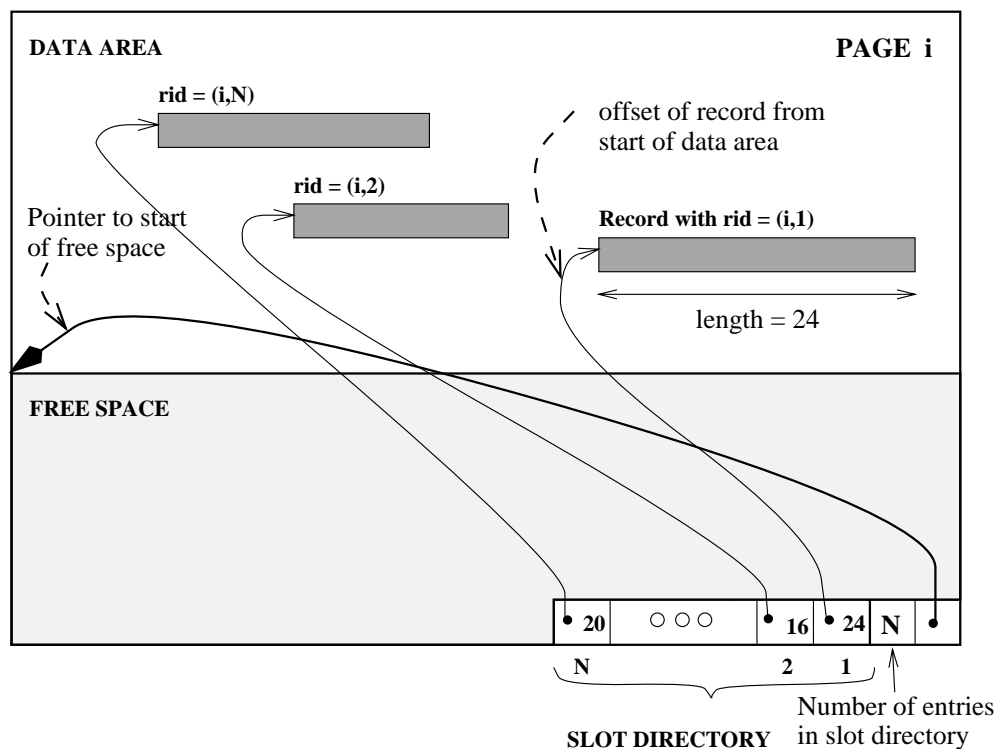 DATA AREA
PAGE i
rid = (i,N)
offset of record from
start of data area
rid = (i,2)
Pointer to start
of free space
Record with rid = (i,1)
length = 24
FREE SPACE
20 16 24 N
N 2 1
Number of entries
in slot directory
SLOT DIRECTORY